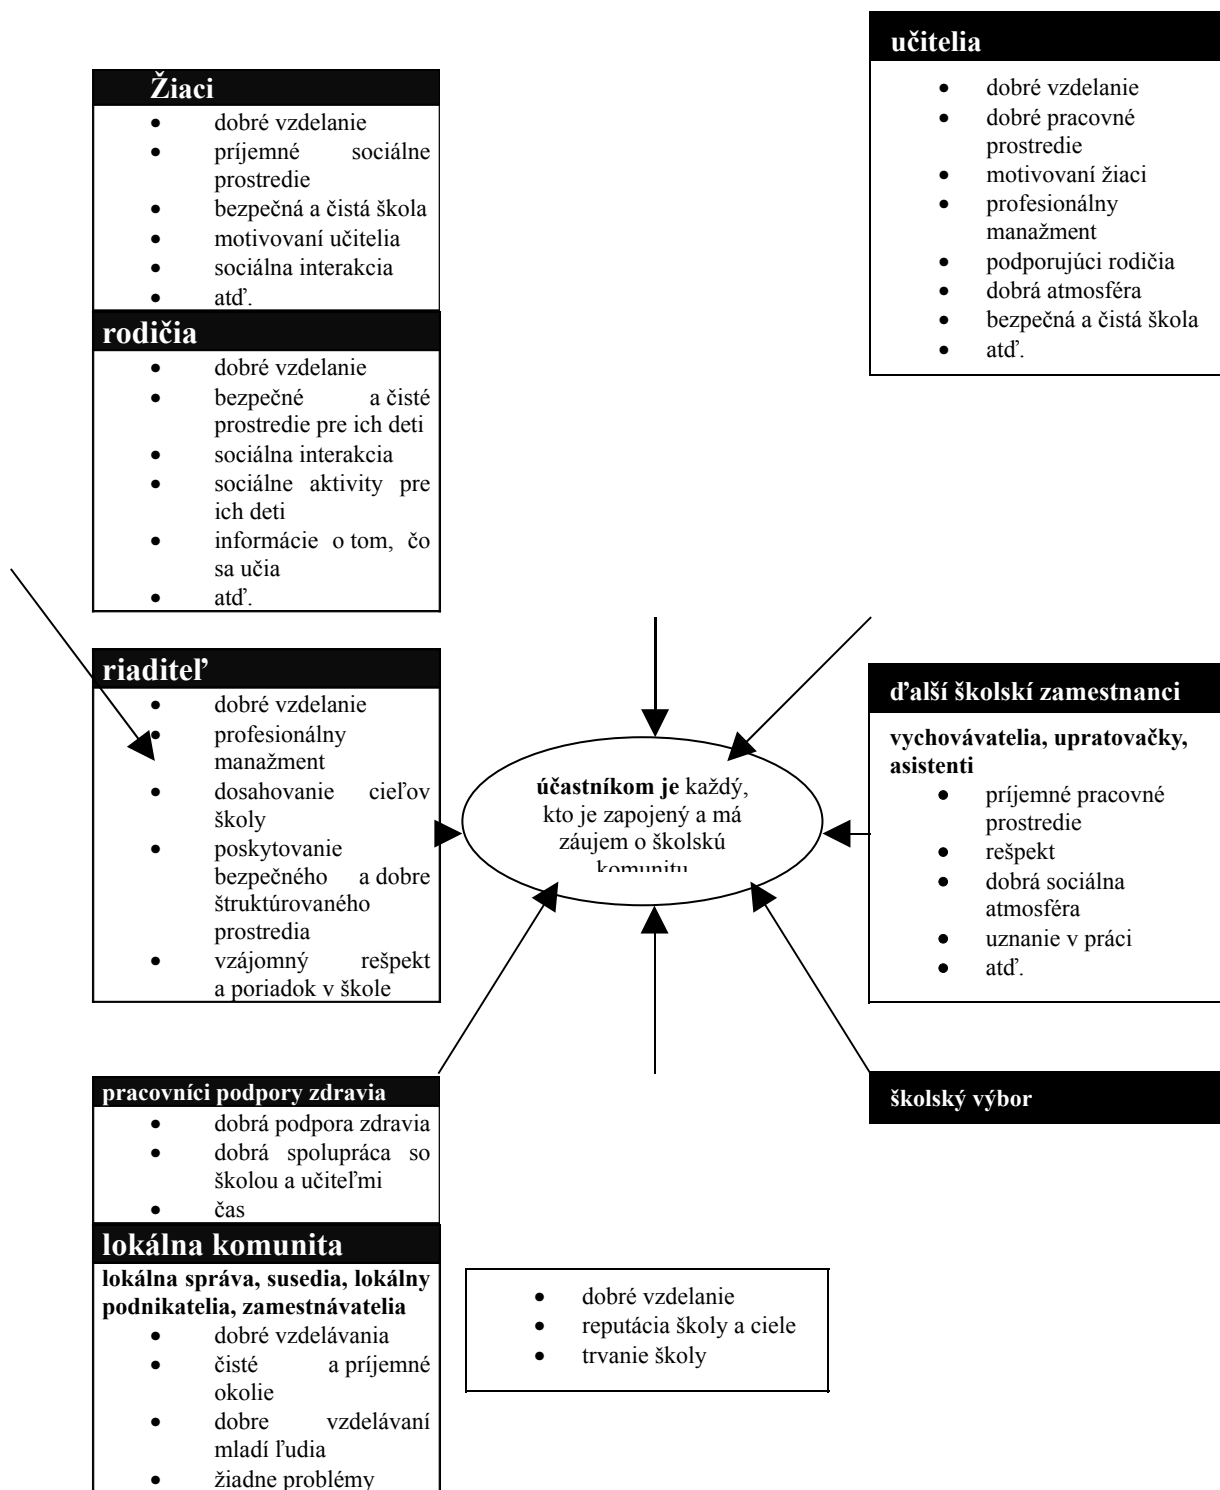 Žiaci
• dobré vzdelanie
• príjemné sociálne
prostredie
• bezpečná a čistá škola
• motivovaní učitelia
• sociálna interakcia
• atď.
rodičia
• dobré vzdelanie
• bezpečné a čisté
prostredie pre ich deti
• sociálna interakcia
• sociálne aktivity pre
ich deti
• informácie o tom, čo
sa učia
• atď.
riaditeľ
• dobré vzdelanie
• profesionálny
manažment
• dosahovanie cieľov
školy
• poskytovanie
bezpečného a dobre
štruktúrovaného
prostredia
• vzájomný rešpekt
a poriadok v škole
pracovníci podpory zdravia
• dobrá podpora zdravia
• dobrá spolupráca so
školou a učiteľmi
• čas
lokálna komunita
lokálna správa, susedia, lokálny
podnikatelia, zamestnávatelia
• dobré vzdelávania
• čisté a príjemné
okolie
• dobre vzdelávaní
mladí ľudia
• žiadne problémy
účastníkom je každý,
kto je zapojený a má
záujem o školskú
komunitu
• dobré vzdelanie
• reputácia školy a ciele
• trvanie školy
učitelia
• dobré vzdelanie
• dobré pracovné
prostredie
• motivovaní žiaci
• profesionálny
manažment
• podporujúci rodičia
• dobrá atmosféra
• bezpečná a čistá škola
• atď.
ďalší školskí zamestnanci
vychovávatelia, upratovačky,
asistenti
• príjemné pracovné
prostredie
• rešpekt
• dobrá sociálna
atmosféra
• uznanie v práci
• atď.
školský výbor